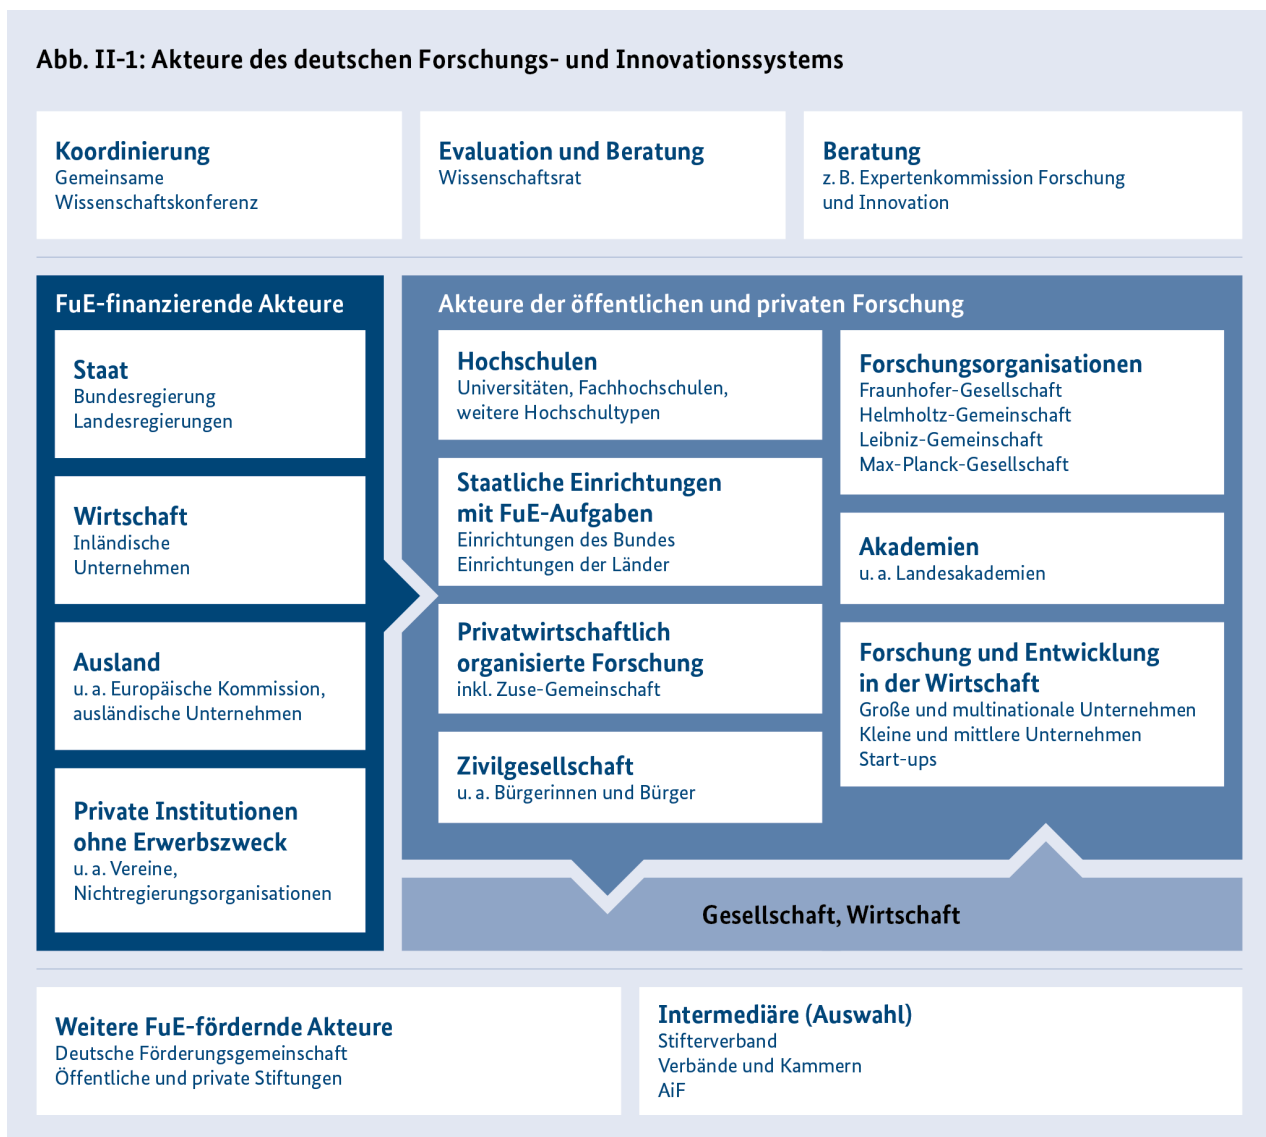 Abb. II-1: Akteure des deutschen Forschungs- und Innovationssystems
Koordinierung
Gemeinsame
Wissenschaftskonferenz
Evaluation und Beratung
Wissenschaftsrat
Beratung
z. B. Expertenkommission Forschung
und Innovation
FuE-finanzierende Akteure
Staat
Bundesregierung
Landesregierungen
Wirtschaft
Inländische
Unternehmen
Ausland
u. a. Europäische Kommission,
ausländische Unternehmen
Private Institutionen
ohne Erwerbszweck
u. a. Vereine,
Nichtregierungsorganisationen
Akteure der öffentlichen und privaten Forschung
Hochschulen
Universitäten, Fachhochschulen,
weitere Hochschultypen
Staatliche Einrichtungen
mit FuE-Aufgaben
Einrichtungen des Bundes
Einrichtungen der Länder
Privatwirtschaftlich
organisierte Forschung
inkl. Zuse-Gemeinschaft
Zivilgesellschaft
u. a. Bürgerinnen und Bürger
Forschungsorganisationen
Fraunhofer-Gesellschaft
Helmholtz-Gemeinschaft
Leibniz-Gemeinschaft
Max-Planck-Gesellschaft
Akademien
u. a. Landesakademien
Forschung und Entwicklung
in der Wirtschaft
Große und multinationale Unternehmen
Kleine und mittlere Unternehmen
Start-ups
Gesellschaft, Wirtschaft
Weitere FuE-fördernde Akteure
Deutsche Förderungsgemeinschaft
Öffentliche und private Stiftungen
Intermediäre (Auswahl)
Stifterverband
Verbände und Kammern
AiF